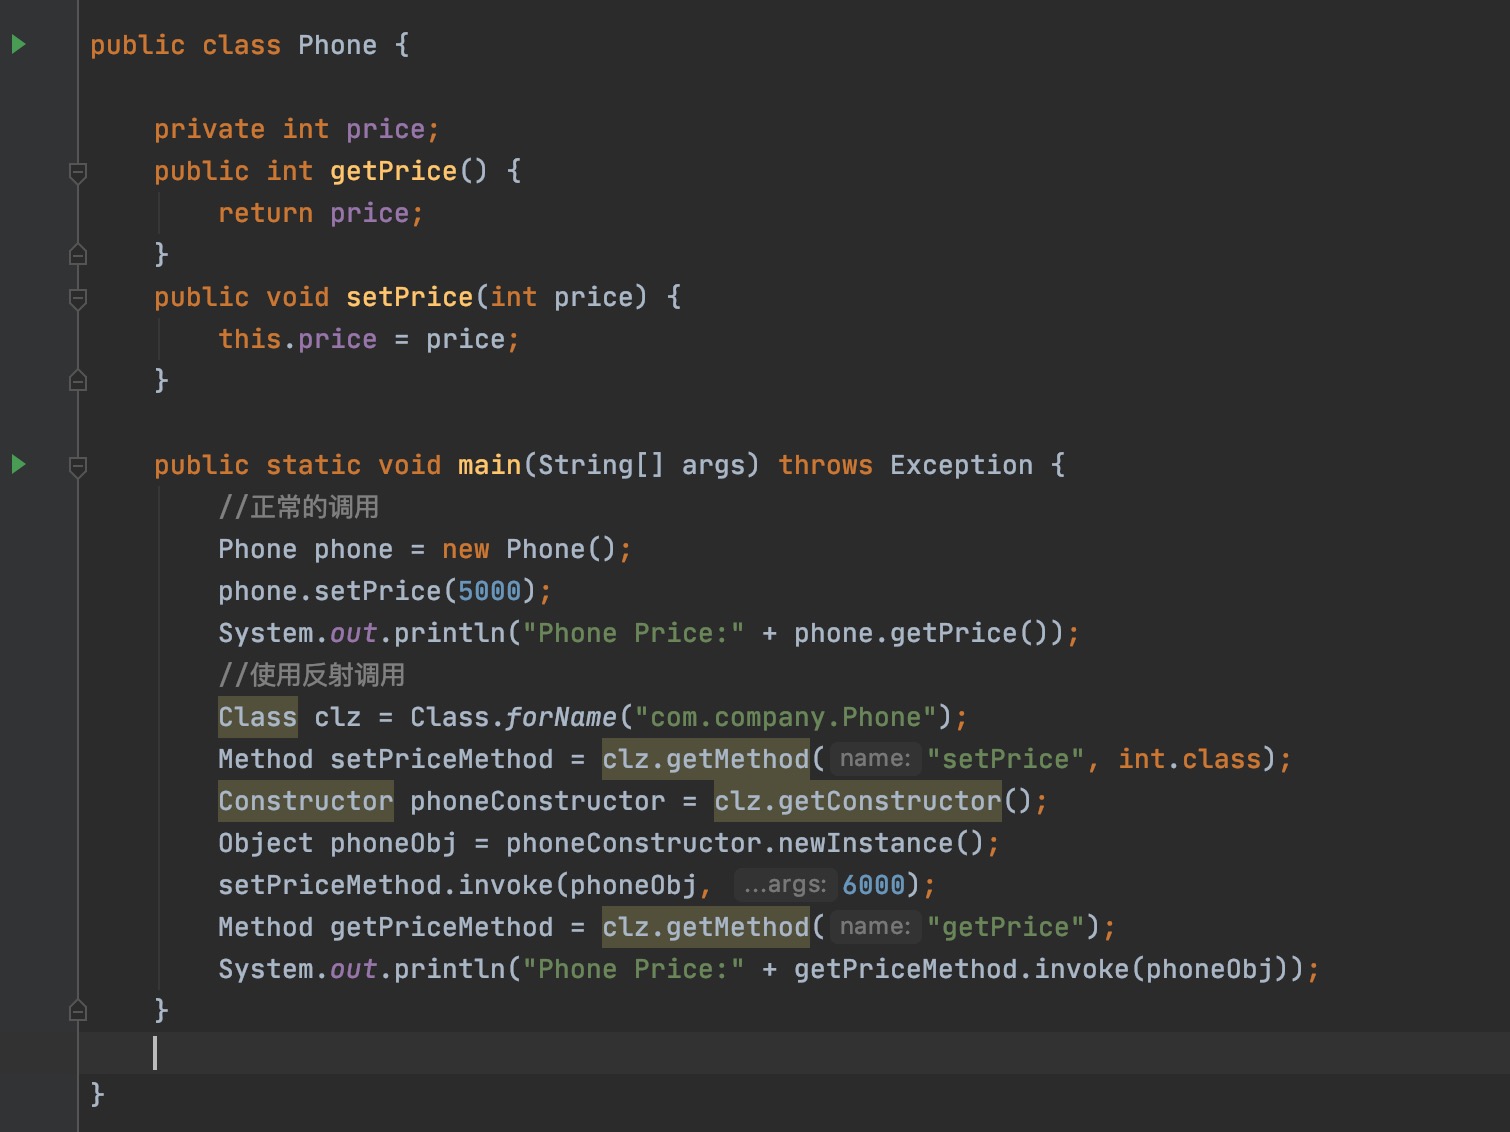 public class Phone {
private int price;
public int getPrice() {
return price;
}
public void setPrice(int price) {
this.price = price;
}
public static void main(String[] args) throws Exception {
//正常的调用
Phone phone = new Phone();
phone.setPrice(5000);
System.out.println("Phone Price:" + phone.getPrice());
//使用反射调用
Class clz = Class.forName("com.company.Phone");
Method setPriceMethod = clz.getMethod( name: "setPrice", int.class);
Constructor phoneConstructor = clz.getConstructor();
Object phoneObj = phoneConstructor.newInstance();
setPriceMethod.invoke(phoneObj, ...args: 6000);
Method getPriceMethod = clz.getMethod( name: "getPrice");
System.out.println("Phone Price:" + getPriceMethod.invoke(phoneObj));
}
}